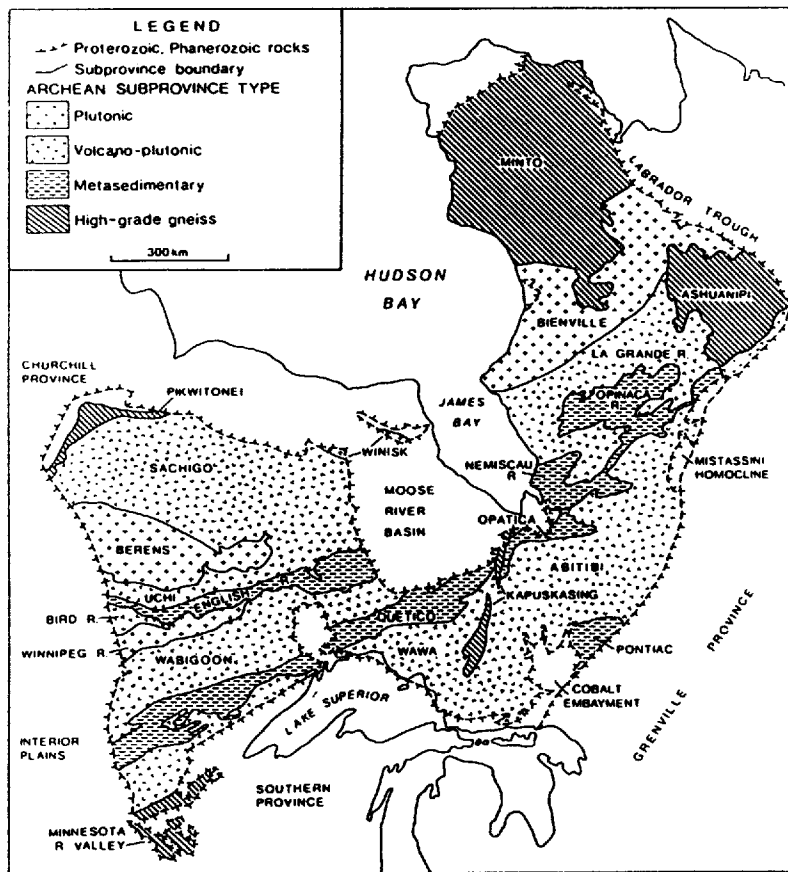 LEGEND
Proterozoic, Phanerozoic rocks
Subprovince boundary
ARCHEAN SUBPROVINCE TYPE
Plutonic
Volcano-plutonic
Metasedimentary
High-grade gneiss
300 km
MINTO
LABRADOR TROUGH
HUDSON
BAY
ASHUANIPI
BIENVILLE
LA GRANDE R.
CHURCHILL
PROVINCE
PIKWITONEI
JAMES
BAY
OPINACA
R.
WINISK
SACHIGO
NEMISCAU
R
MISTASSINI
HOMOCLINE
MOOSE
RIVER
BASIN
OPATICA
BERENS
ABITIBI
UCHI
ENGLISH R.
KAPUSKASING
BIRD R.
QUETICO
WINNIPEG R.
WABIGOON
WAWA
PONTIAC
COBALT
EMBAYMENT
GRENVILLE PROVINCE
LAKE SUPERIOR
INTERIOR
PLAINS
SOUTHERN
PROVINCE
MINNESOTA
R VALLEY